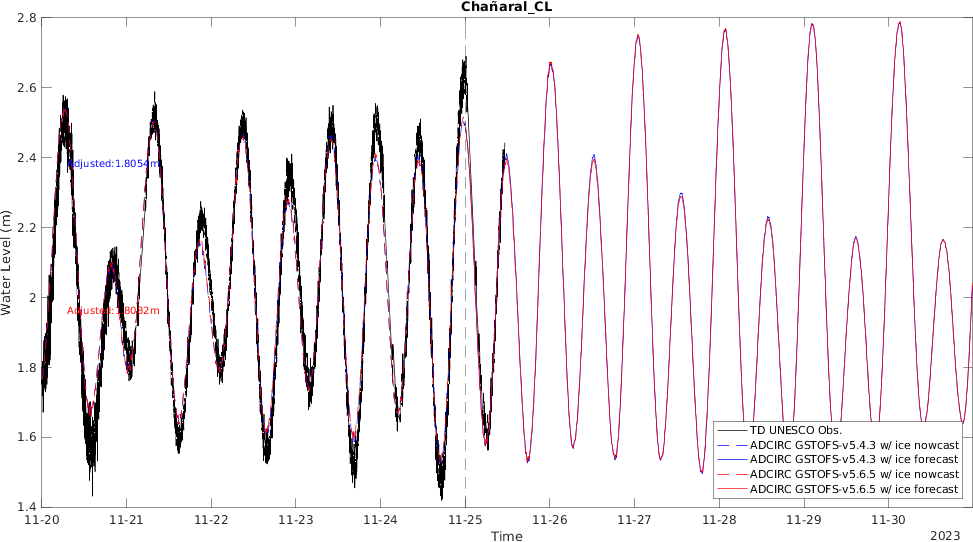 Chañaral_CL
2.8
2.6
2.4
2.2
2
1.8
1.6
1.4
Water Level (m)
Adjusted:1.8054m
Adjusted:1.8082m
TD UNESCO Obs.
ADCIRC GSTOFS-v5.4.3 w/ ice nowcast
ADCIRC GSTOFS-v5.4.3 w/ ice forecast
ADCIRC GSTOFS-v5.6.5 w/ ice nowcast
ADCIRC GSTOFS-v5.6.5 w/ ice forecast
11-20 11-21 11-22 11-23 11-24 11-25 11-26 11-27 11-28 11-29 11-30
Time
2023